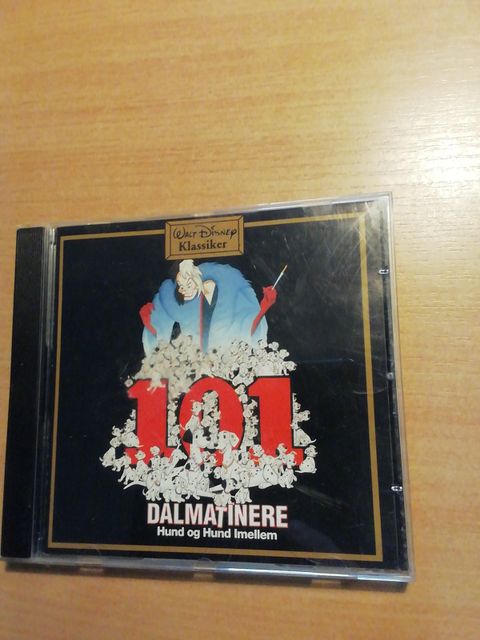 Walt Disney
Klassiker
101
DALMATINERE
Hund og Hund Imellem